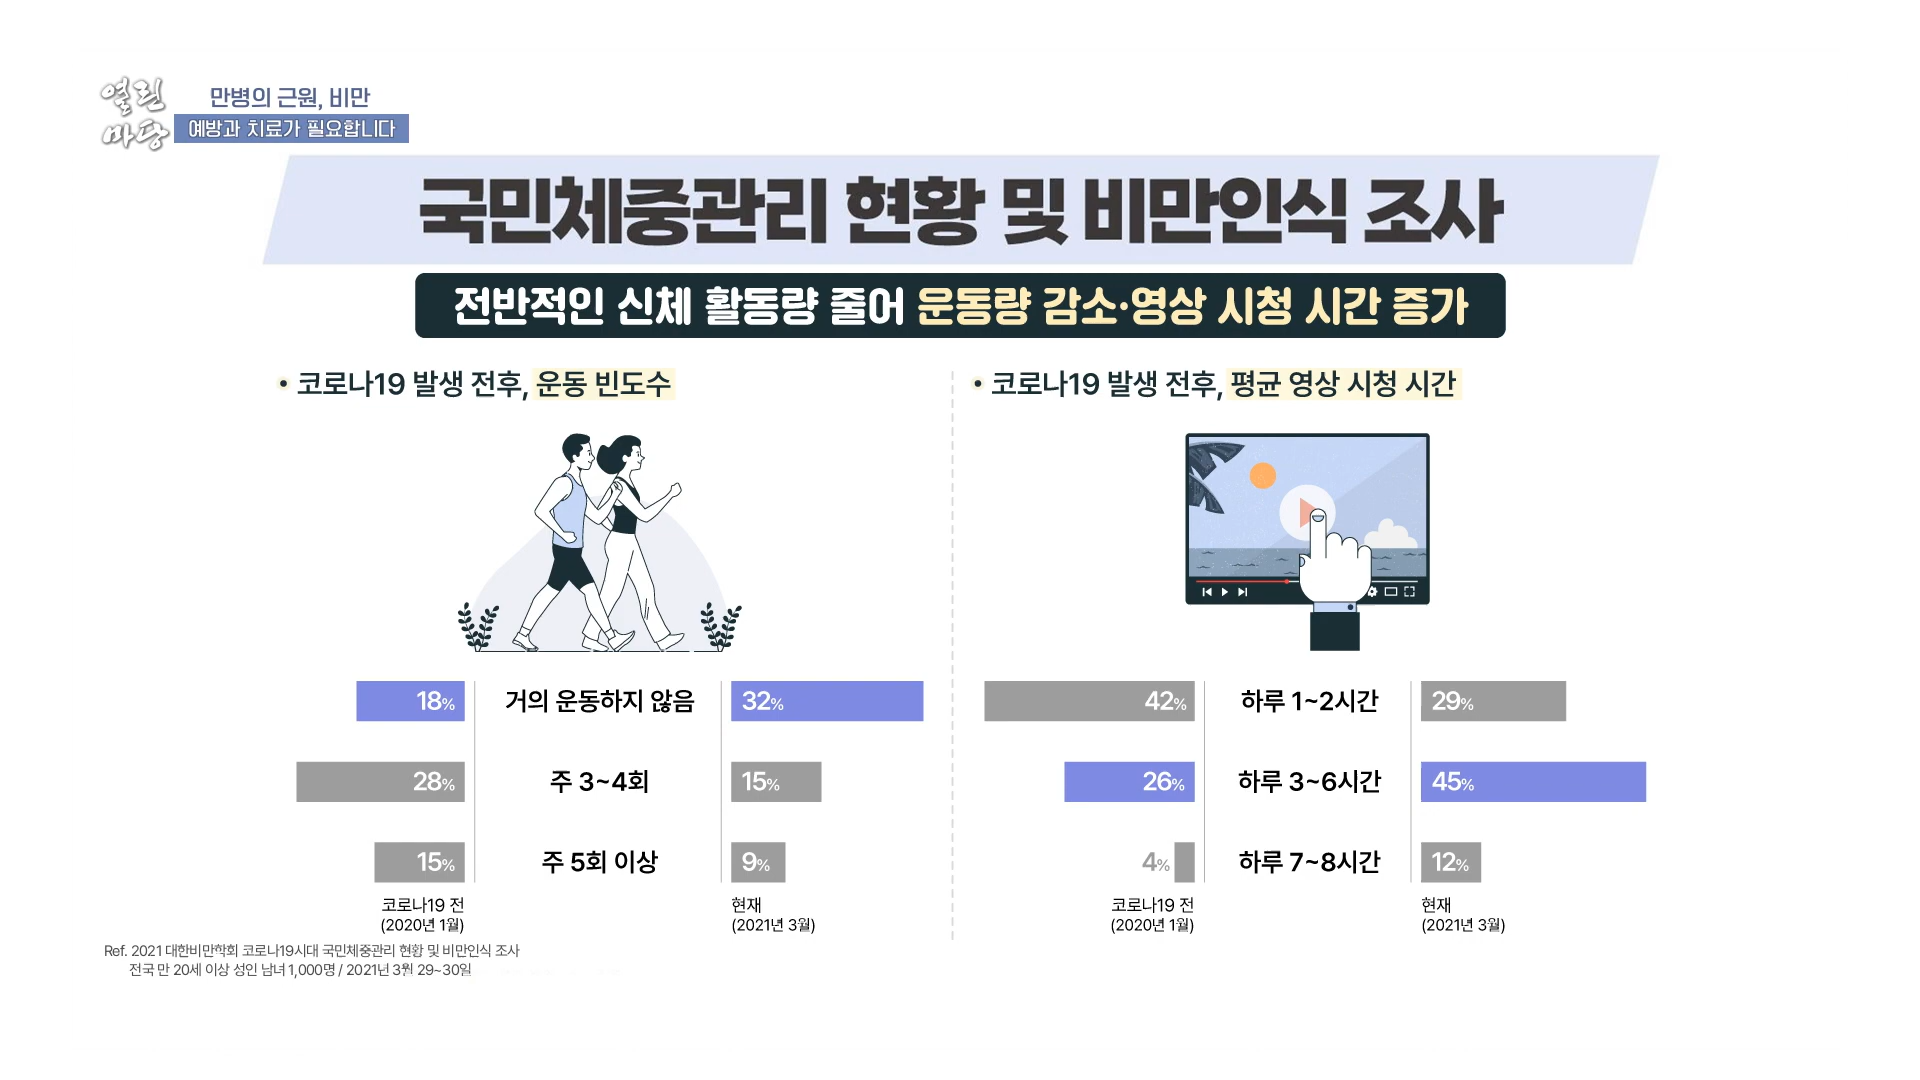 열린
마당
만병의 근원, 비만
예방과 치료가 필요합니다
국민체중관리 현황 및 비만인식 조사
전반적인 신체 활동량 줄어 운동량 감소·영상 시청 시간 증가
• 코로나19 발생 전후, 운동 빈도수
18% 거의 운동하지 않음 32%
28% 주 3~4회 15%
15% 주 5회 이상 9%
코로나19 전 현재
(2020년 1월) (2021년 3월)
• 코로나19 발생 전후, 평균 영상 시청 시간
42% 하루 1~2시간 29%
26% 하루 3~6시간 45%
4% 하루 7~8시간 12%
코로나19 전 현재
(2020년 1월) (2021년 3월)
Ref. 2021 대한비만학회 코로나19시대 국민체중관리 현황 및 비만인식 조사
전국 만 20세 이상 성인 남녀 1,000명 / 2021년 3월 29~30일